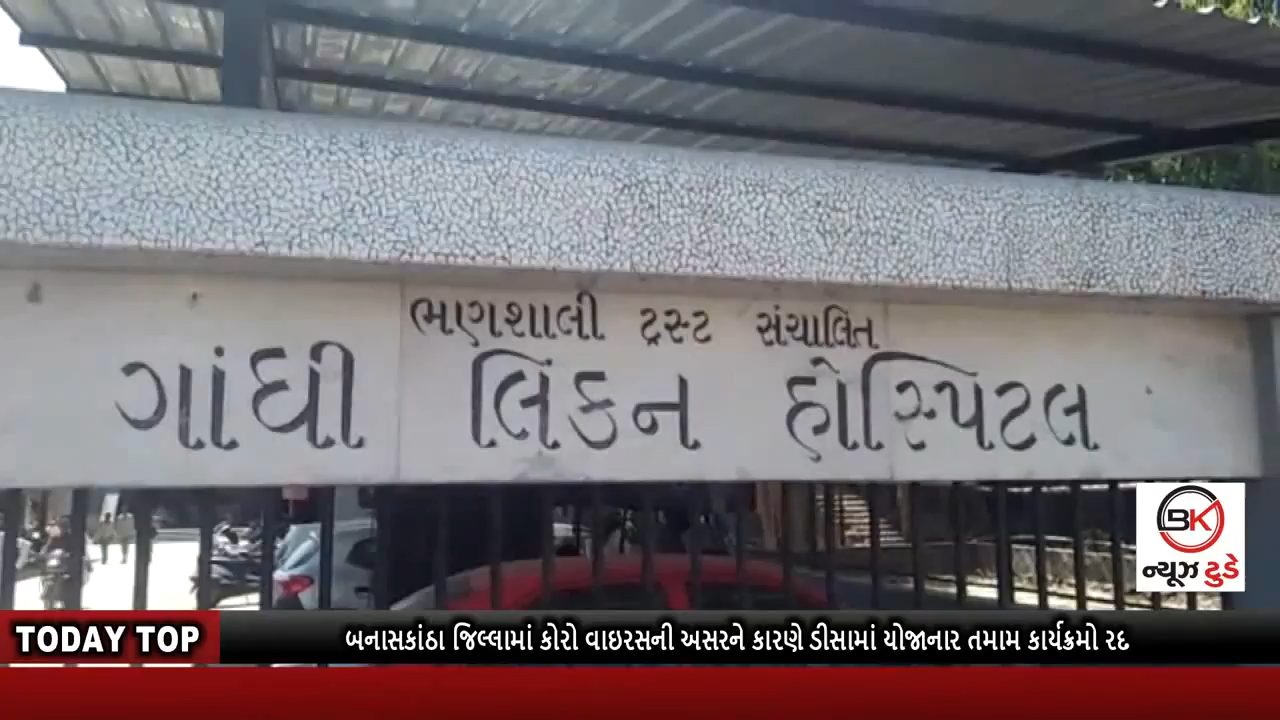 ભણશાલી ટ્રસ્ટ સંચાલિત
ગાંધી લિંકન હોસ્પિટલ
BK
ન્યૂઝ ટુડે
TODAY TOP
બનાસકાંઠા જિલ્લામાં કોરો વાઇરસની અસરને કારણે ડીસામાં યોજાનાર તમામ કાર્યક્રમો રદ